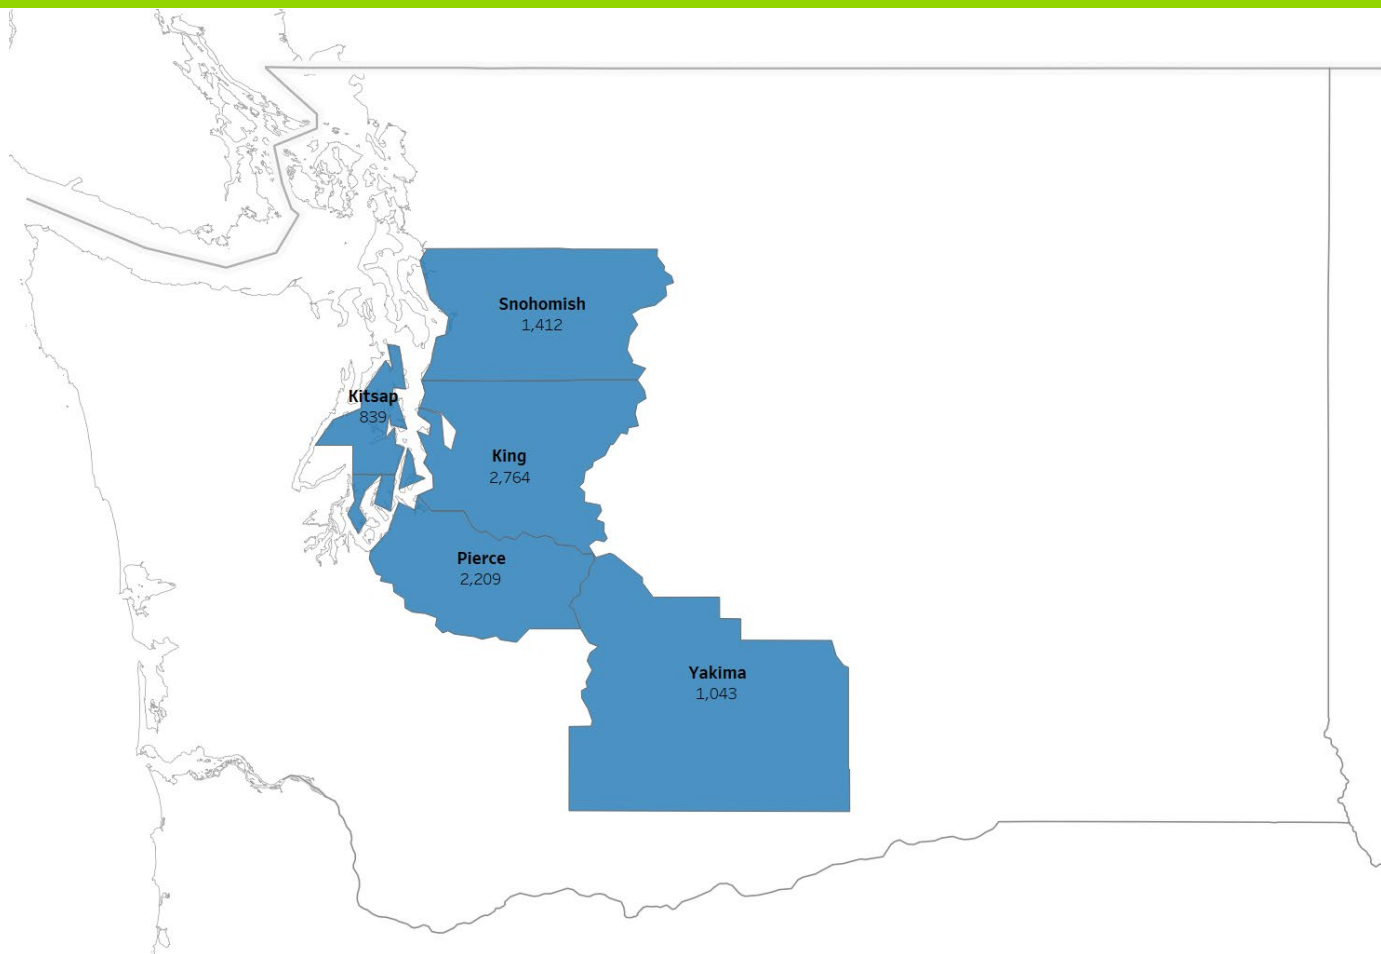 Snohomish
1,412
Kitsap
839
King
2,764
Pierce
2,209
Yakima
1,043